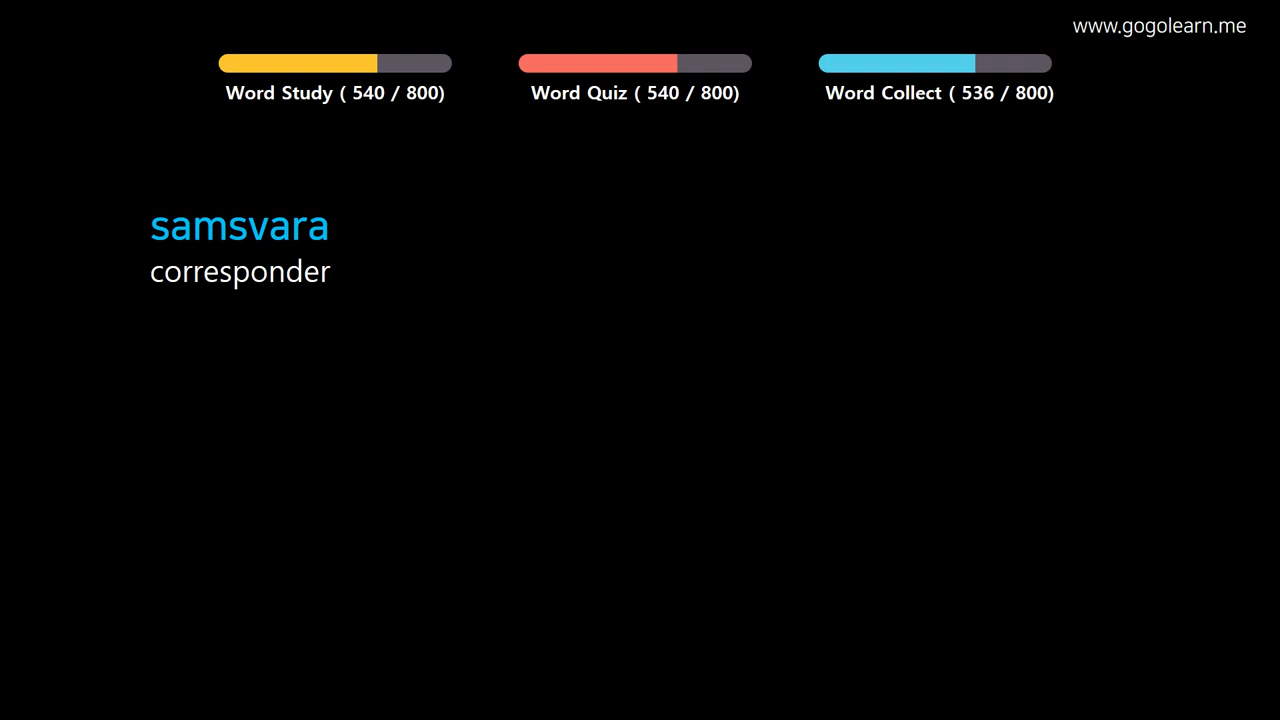 www.gogolearn.me
Word Study ( 540 / 800)
Word Quiz ( 540 / 800)
Word Collect ( 536 / 800)
samsvara
corresponder